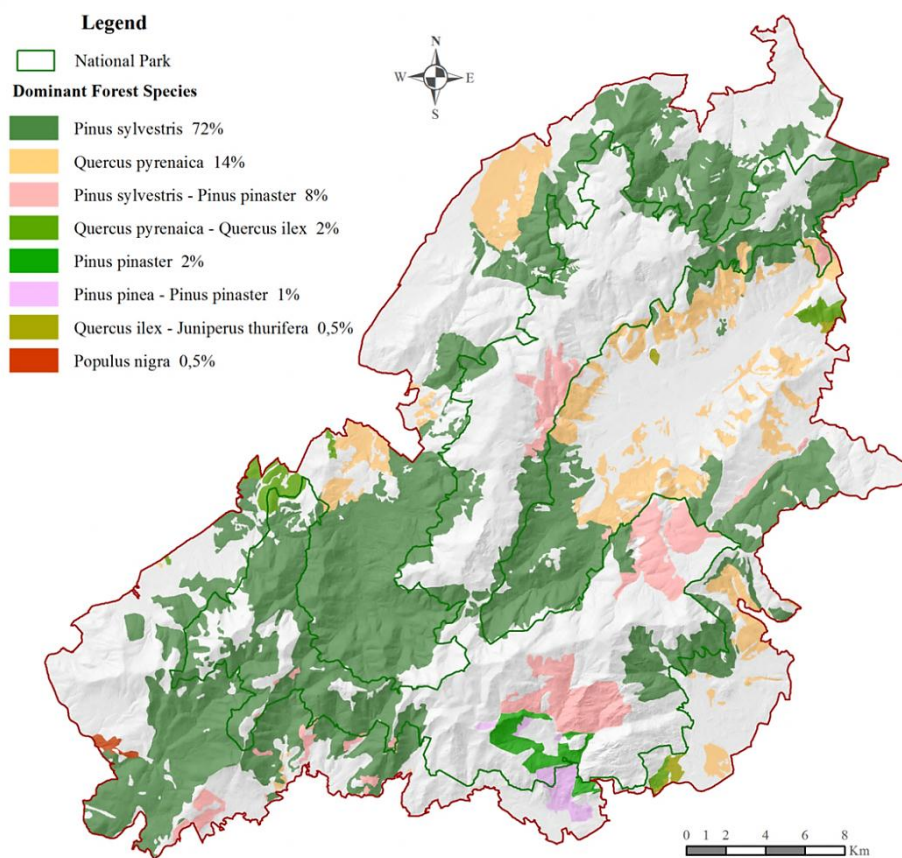 Legend
National Park
Dominant Forest Species
Pinus sylvestris 72%
Quercus pyrenaica 14%
Pinus sylvestris - Pinus pinaster 8%
Quercus pyrenaica - Quercus ilex 2%
Pinus pinaster 2%
Pinus pinea - Pinus pinaster 1%
Quercus ilex - Juniperus thurifera 0,5%
Populus nigra 0,5%
N
W E
S
0 1 2 4 6 8
Km